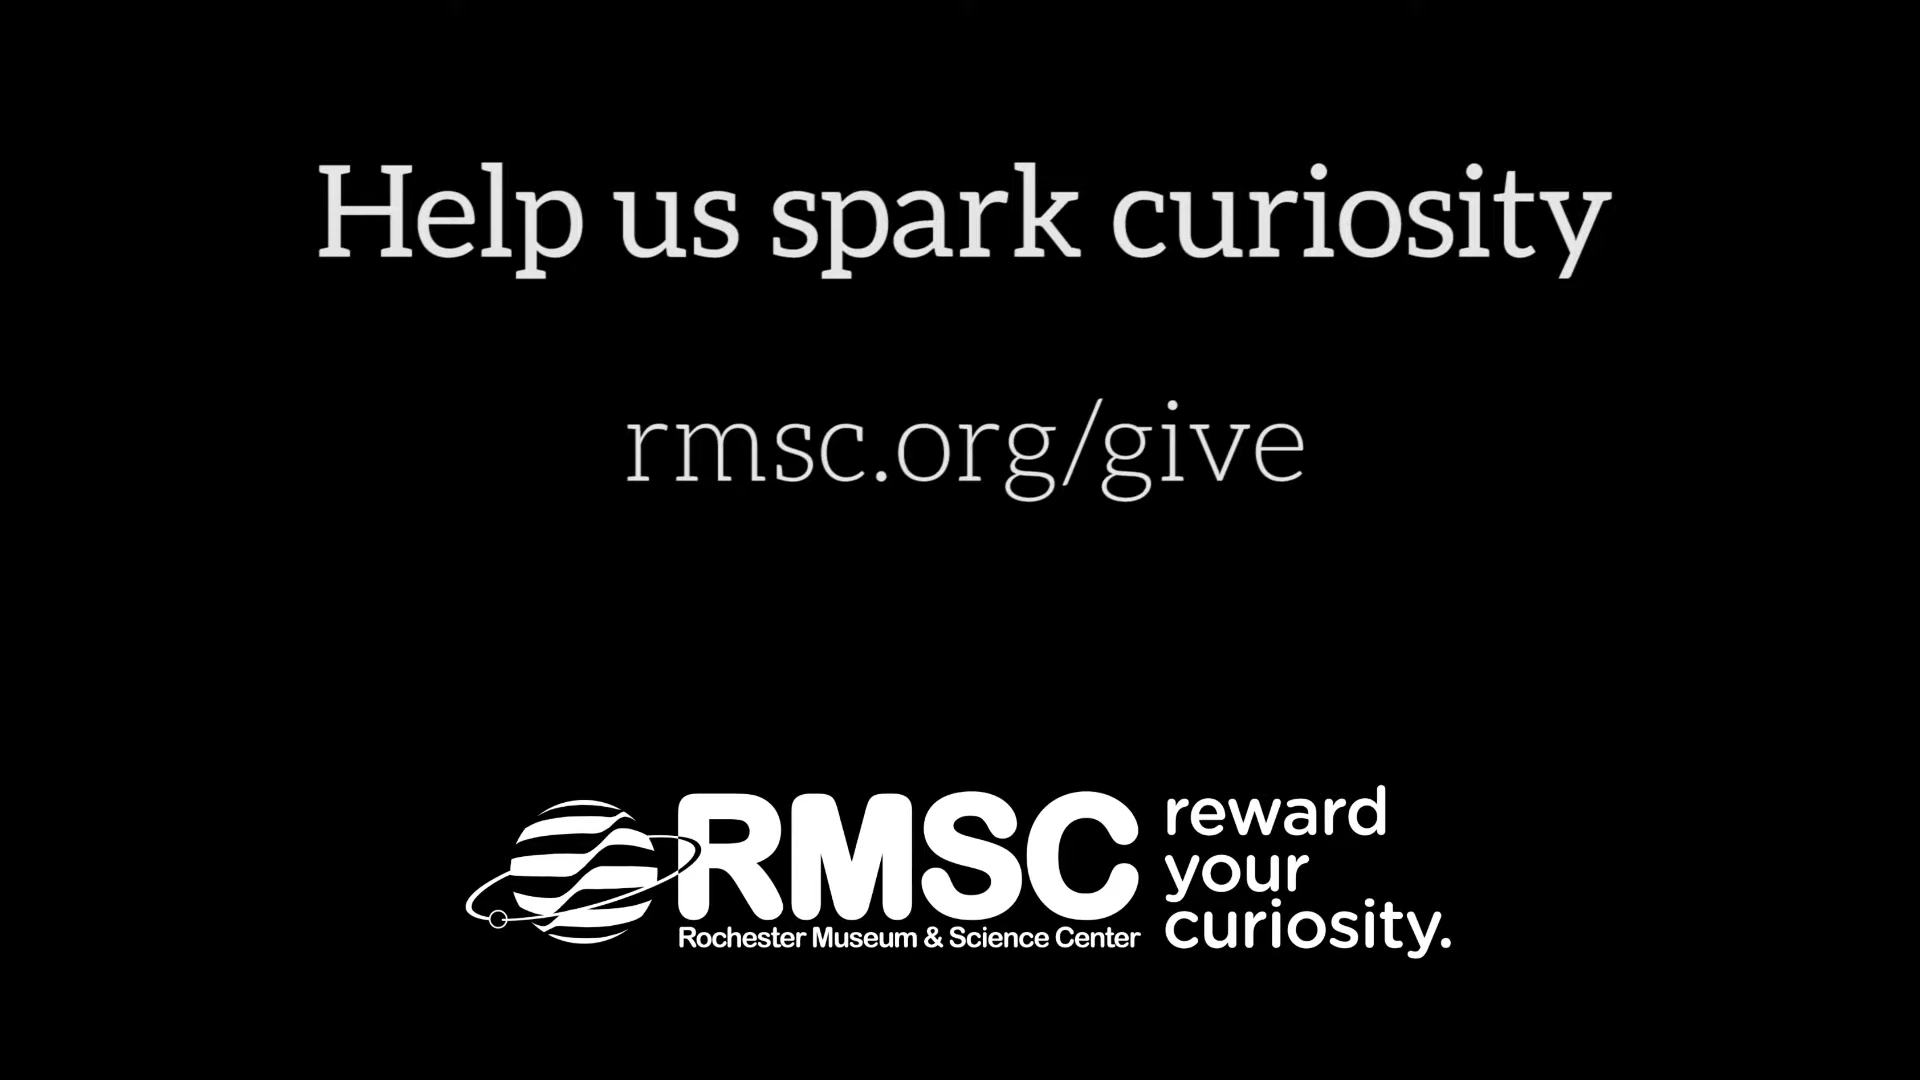 Help us spark curiosity
rmsc.org/give
RMSC
Rochester Museum & Science Center
reward
your
curiosity.